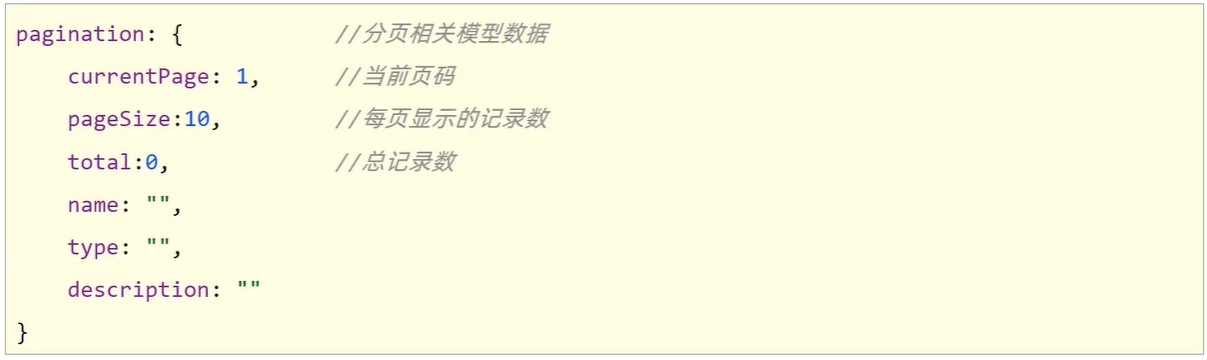 pagination: {            //分页相关模型数据
    currentPage: 1,      //当前页码
    pageSize:10,         //每页显示的记录数
    total:0,             //总记录数
    name: "",
    type: "",
    description: ""
}